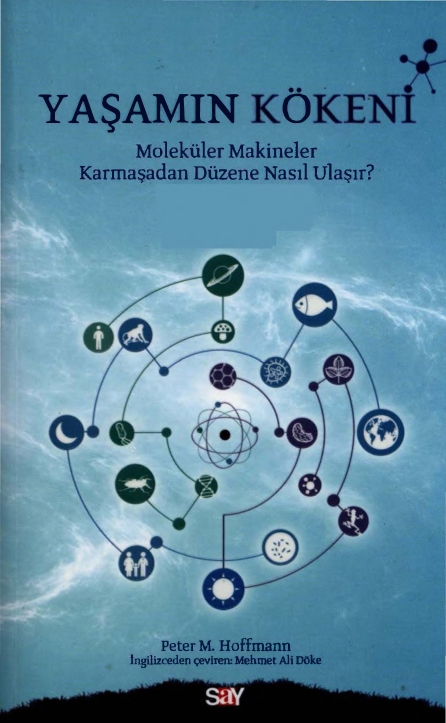 YAŞAMIN KÖKENİ
Moleküler Makineler
Karmaşadan Düzene Nasıl Ulaşır?
Peter M. Hoffmann
İngilizceden çeviren: Mehmet Ali Döke
say